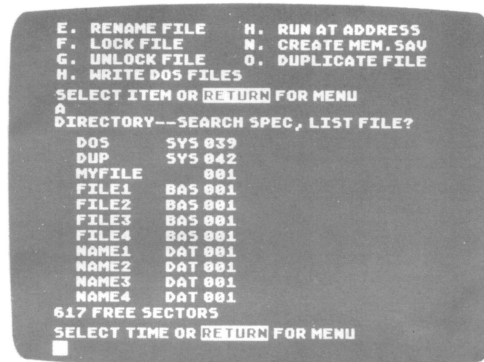 E. RENAME FILE H. RUN AT ADDRESS
F. LOCK FILE N. CREATE MEM.SAV
G. UNLOCK FILE O. DUPLICATE FILE
H. WRITE DOS FILES
SELECT ITEM OR RETURN FOR MENU
A
DIRECTORY--SEARCH SPEC, LIST FILE?
DOS SYS 039
DUP SYS 042
MYFILE 001
FILE1 BAS 001
FILE2 BAS 001
FILE3 BAS 001
FILE4 BAS 001
NAME1 DAT 001
NAME2 DAT 001
NAME3 DAT 001
NAME4 DAT 001
617 FREE SECTORS
SELECT TIME OR RETURN FOR MENU